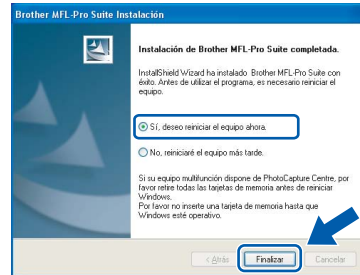 Brother MFL-Pro Suite Instalación
Instalación de Brother MFL-Pro Suite completada.
InstallShield Wizard ha instalado Brother MFL-Pro Suite con
éxito. Antes de utilizar el programa, es necesario reiniciar el
equipo.
Sí, deseo reiniciar el equipo ahora.
No, reiniciaré el equipo más tarde.
Si su equipo multifunción dispone de PhotoCapture Centre, por
favor retire todas las tarjetas de memoria antes de reiniciar
Windows.
Por favor no inserte una tarjeta de memoria hasta que
Windows esté operativo.
< Atrás Finalizar Cancelar